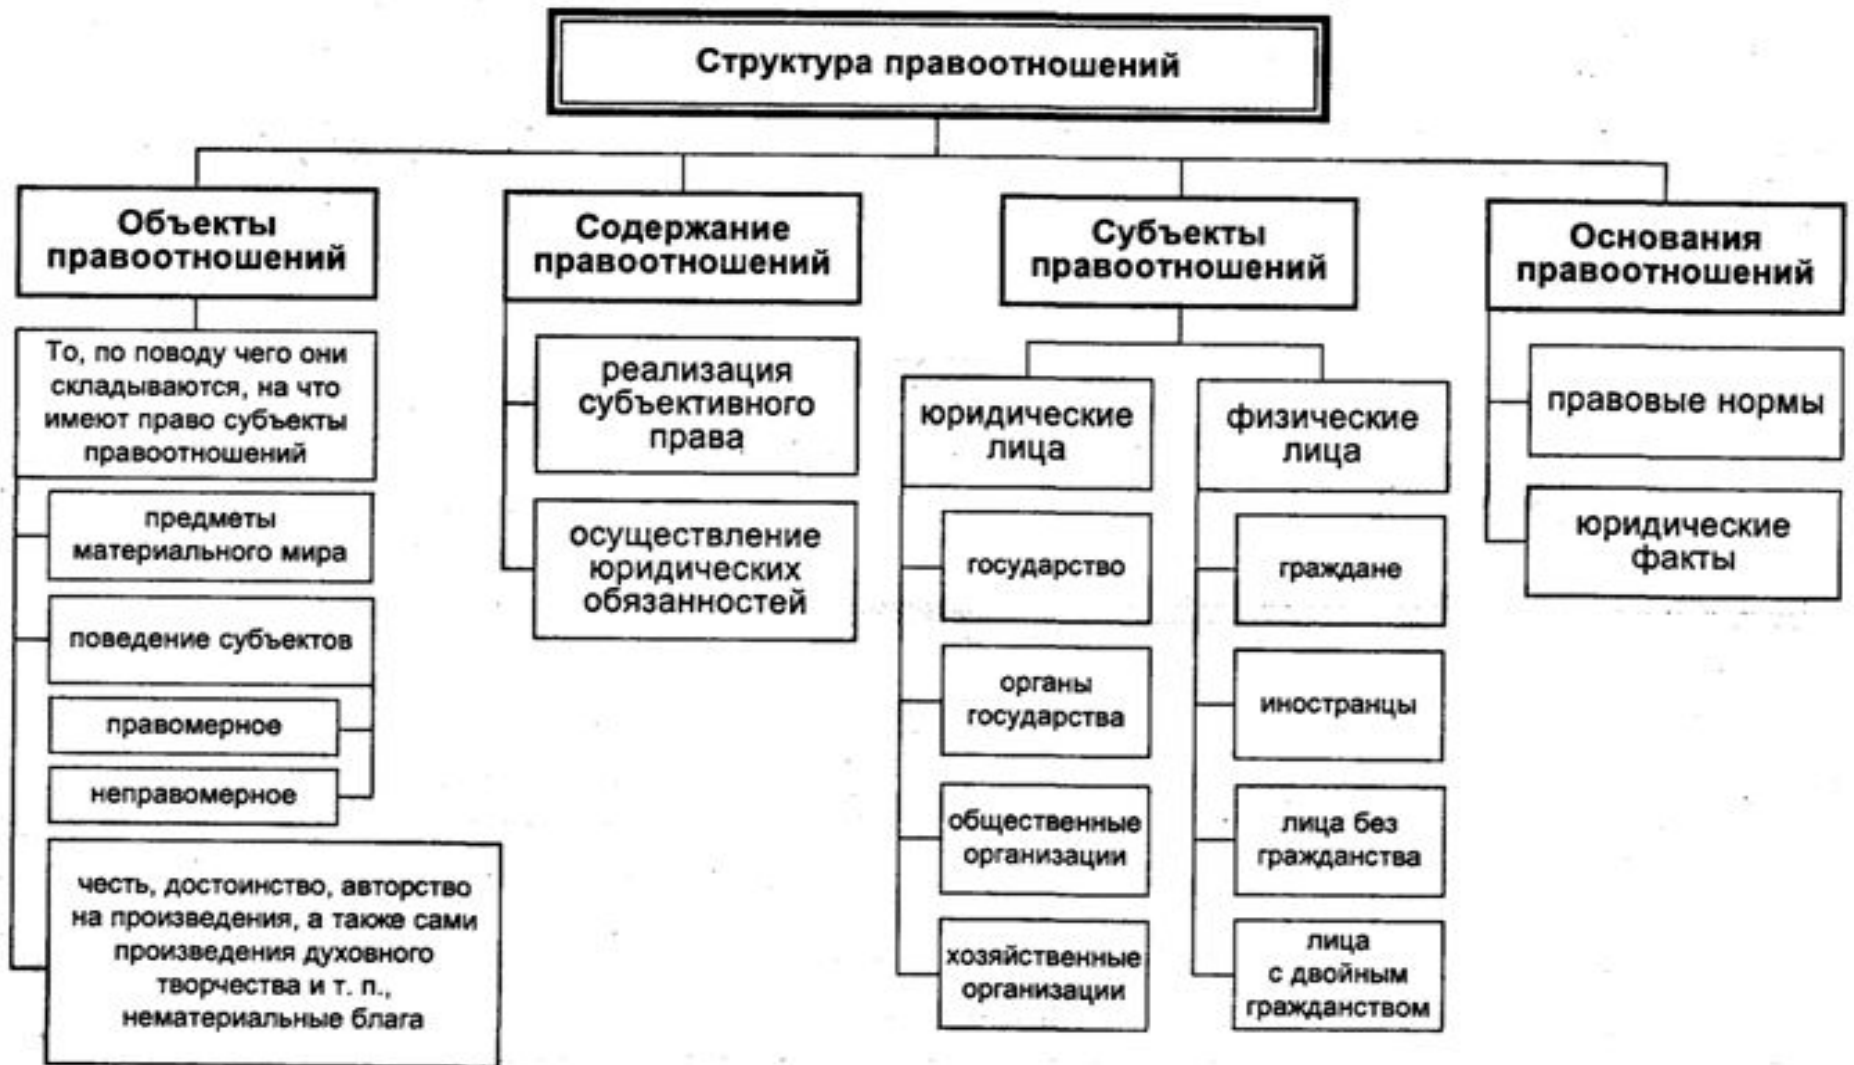 Структура правоотношений
Объекты
правоотношений
То, по поводу чего они
складываются, на что
имеют право субъекты
правоотношений
предметы
материального мира
поведение субъектов
правомерное
неправомерное
честь, достоинство, авторство
на произведения, а также сами
произведения духовного
творчества и т. п.,
нематериальные блага
Содержание
правоотношений
реализация
субъективного
права
осуществление
юридических
обязанностей
Субъекты
правоотношений
юридические
лица
государство
органы
государства
общественные
организации
хозяйственные
организации
физические
лица
граждане
иностранцы
лица без
гражданства
лица
с двойным
гражданством
Основания
правоотношений
правовые нормы
юридические
факты